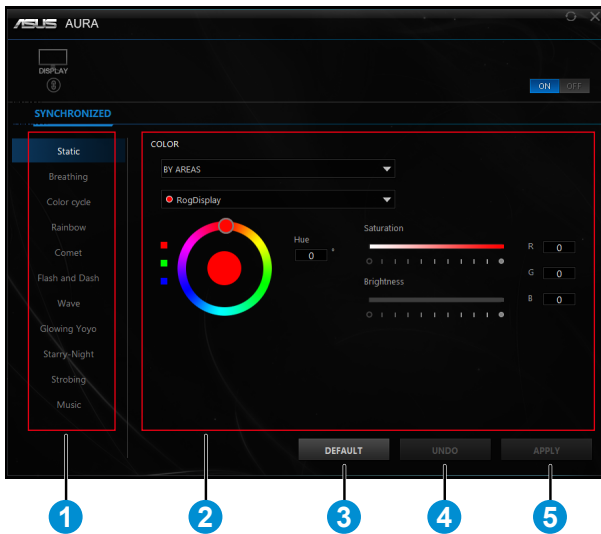 ASUS AURA
DISPLAY
ON OFF
SYNCHRONIZED
Static
Breathing
Color cycle
Rainbow
Comet
Flash and Dash
Wave
Glowing Yoyo
Starry-Night
Strobing
Music
COLOR
BY AREAS
RogDisplay
Hue
0 °
Saturation
Brightness
R 0
G 0
B 0
DEFAULT UNDO APPLY
1 2 3 4 5